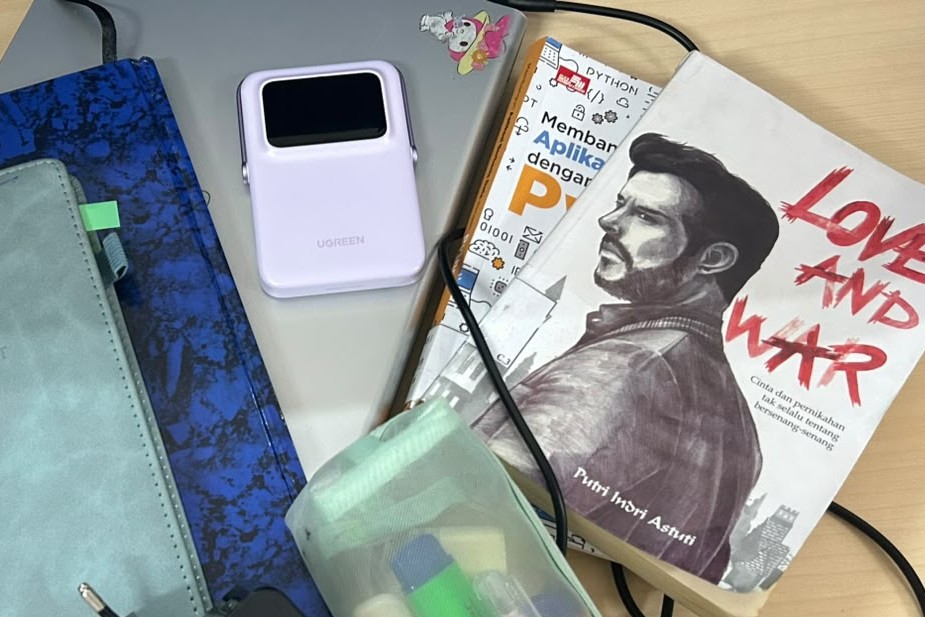 UGREEN
PYTHON
Memban
Aplika
dengan
01001
LOVE
AND
WAR
Cinta dan pernikahan
tak selalu tentang
bersenang-senang
Putri Indri Astuti